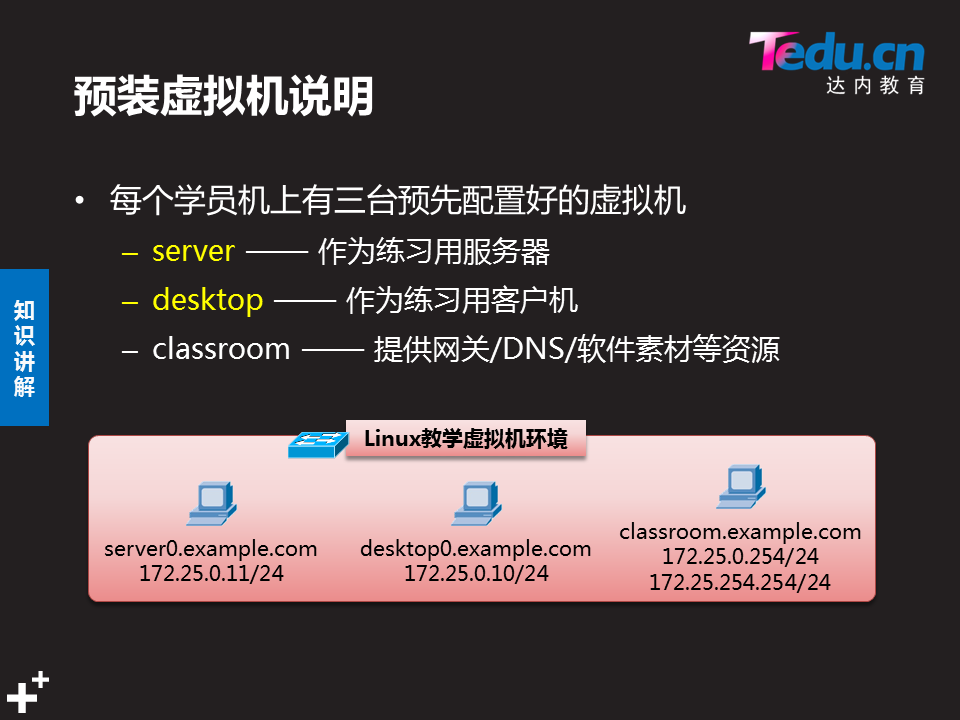 Tedu.cn
达内教育
预装虚拟机说明
• 每个学员机上有三台预先配置好的虚拟机
– server —— 作为练习用服务器
– desktop —— 作为练习用客户机
– classroom —— 提供网关/DNS/软件素材等资源
知识讲解
Linux教学虚拟机环境
server0.example.com
172.25.0.11/24
desktop0.example.com
172.25.0.10/24
classroom.example.com
172.25.0.254/24
172.25.254.254/24